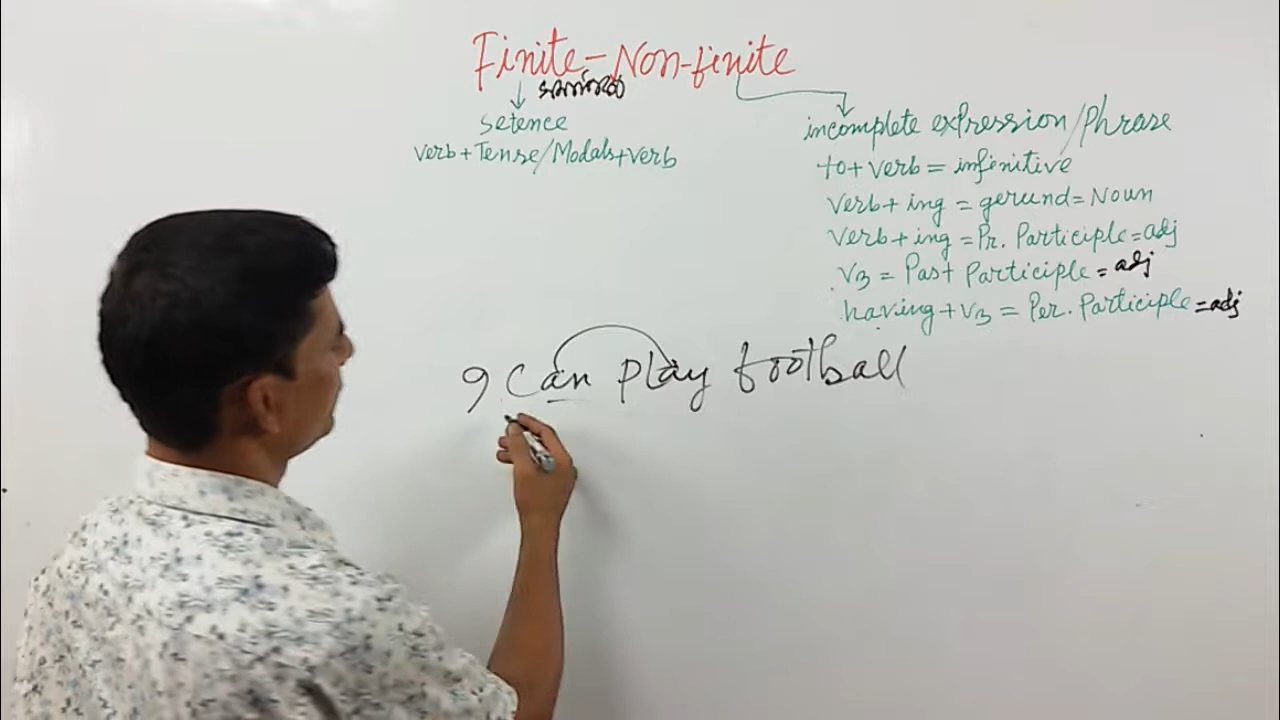 Finite-Non-finite
setence
verb+Tense/Modals+verb
incomplete expression/Phrase
to+verb = infinitive
verb+ing = gerund=Noun
verb+ing =Pr. Participle=adj
v3 = Past Participle = adj
having+v3 = Per. Participle=adj
I can play football